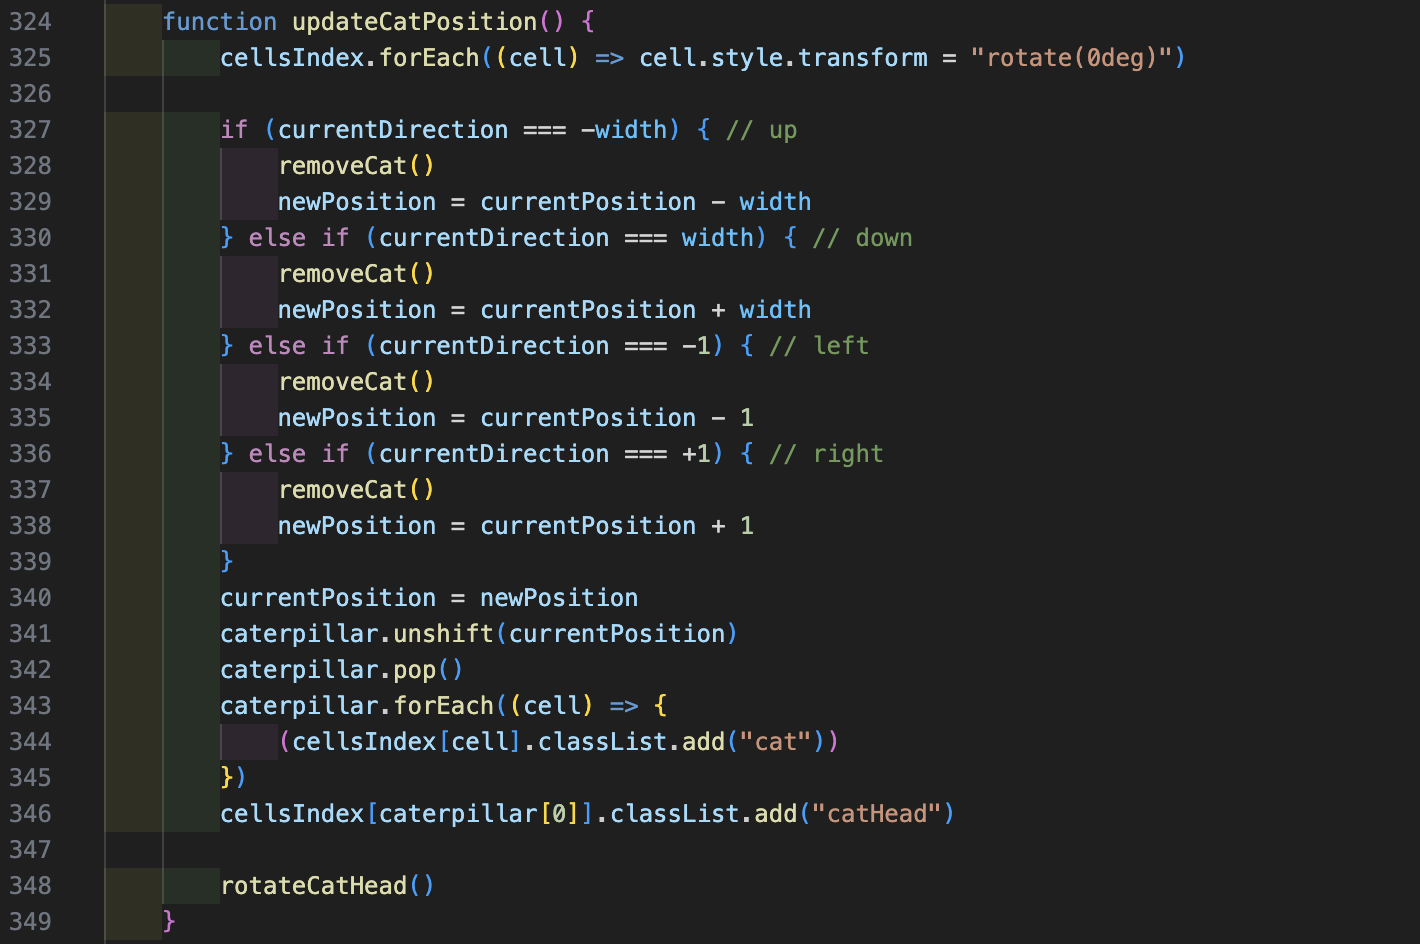 324 function updateCatPosition() {
325 cellsIndex.forEach((cell) => cell.style.transform = "rotate(0deg)")
326
327 if (currentDirection === -width) { // up
328 removeCat()
329 newPosition = currentPosition - width
330 } else if (currentDirection === width) { // down
331 removeCat()
332 newPosition = currentPosition + width
333 } else if (currentDirection === -1) { // left
334 removeCat()
335 newPosition = currentPosition - 1
336 } else if (currentDirection === +1) { // right
337 removeCat()
338 newPosition = currentPosition + 1
339 }
340 currentPosition = newPosition
341 caterpillar.unshift(currentPosition)
342 caterpillar.pop()
343 caterpillar.forEach((cell) => {
344 (cellsIndex[cell].classList.add("cat"))
345 })
346 cellsIndex[caterpillar[0]].classList.add("catHead")
347
348 rotateCatHead()
349 }